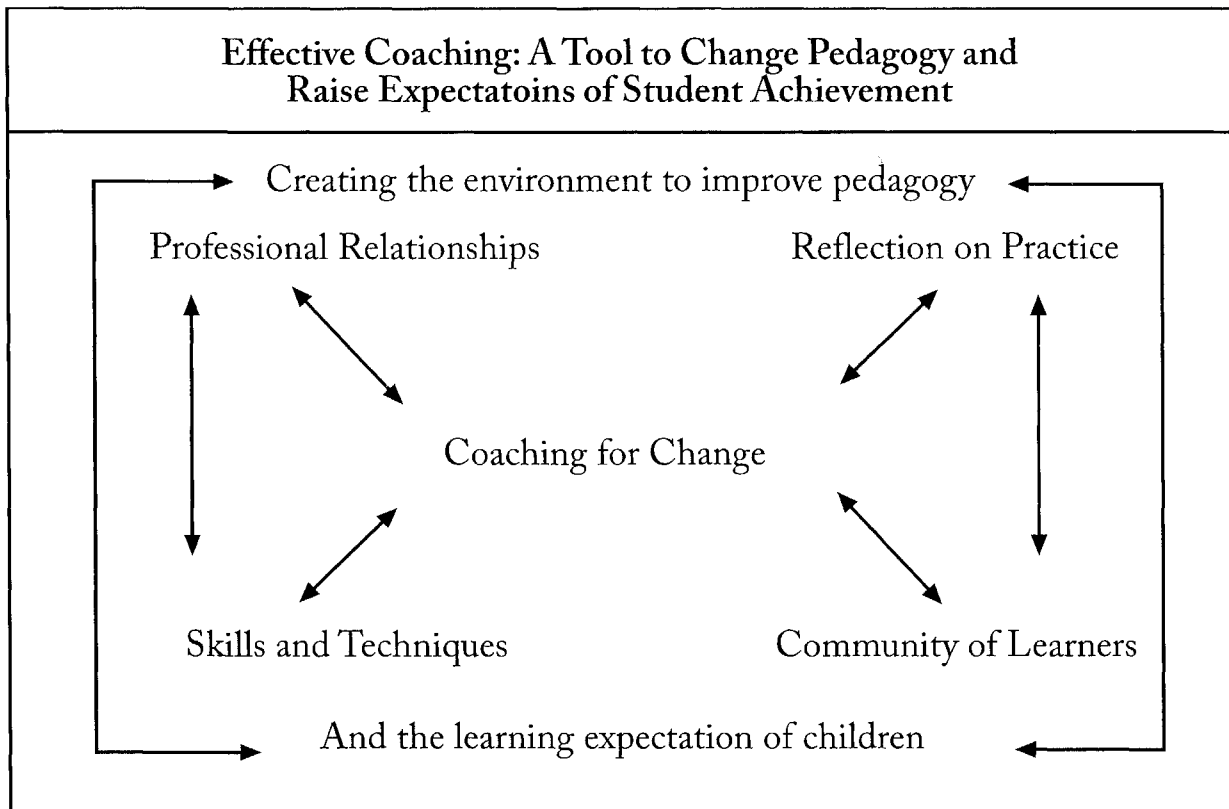 Effective Coaching: A Tool to Change Pedagogy and
Raise Expectatoins of Student Achievement
Creating the environment to improve pedagogy
Professional Relationships
Reflection on Practice
Coaching for Change
Skills and Techniques
Community of Learners
And the learning expectation of children